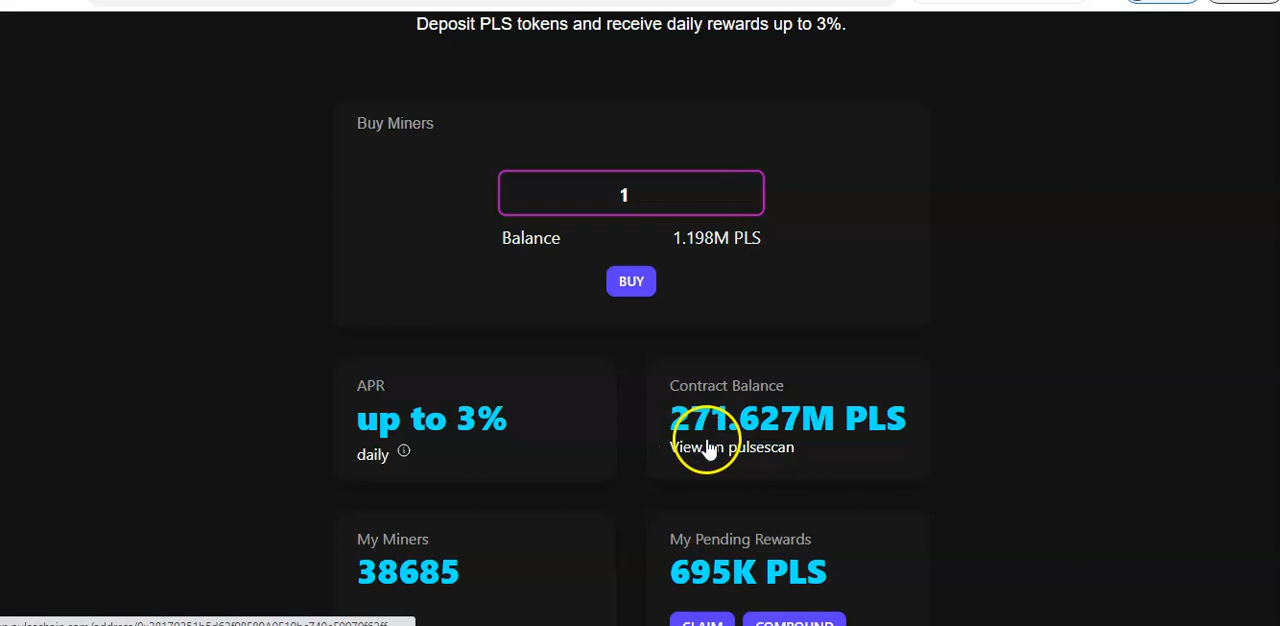 Deposit PLS tokens and receive daily rewards up to 3%.
Buy Miners
1
Balance 1.198M PLS
BUY
APR
up to 3%
daily
Contract Balance
271.627M PLS
View on pulsescan
My Miners
38685
My Pending Rewards
695K PLS
CLAIM COMPOUND